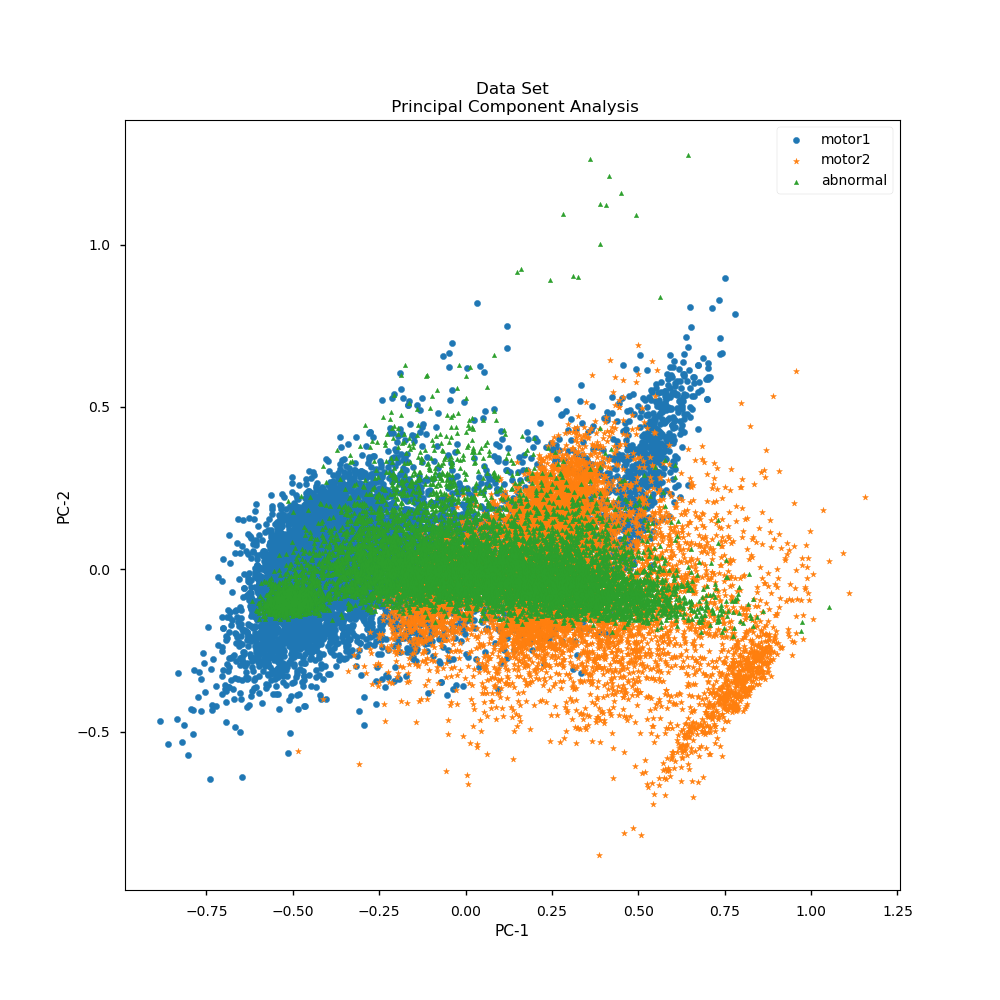 Data Set
Principal Component Analysis
motor1
motor2
abnormal
PC-2
1.0
0.5
0.0
−0.5
−0.75
−0.50
−0.25
0.00
0.25
0.50
0.75
1.00
1.25
PC-1